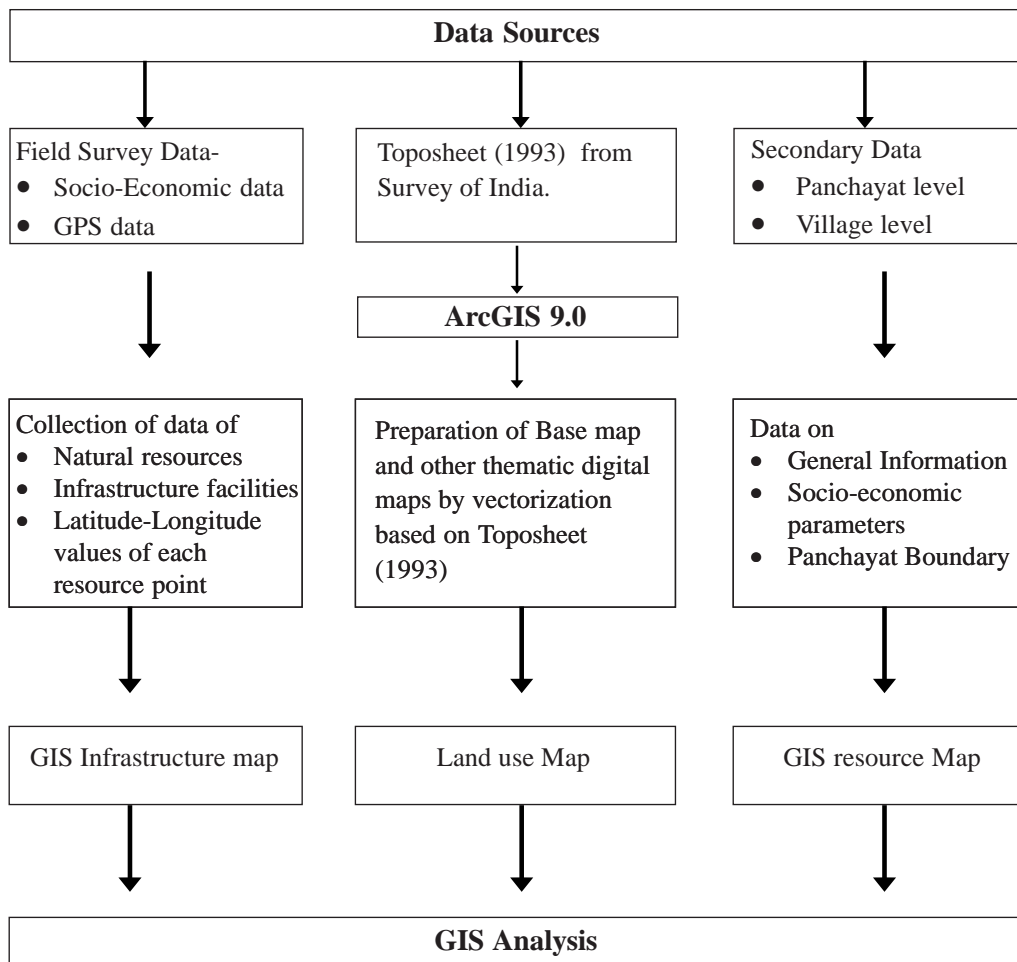 Data Sources
Field Survey Data-
● Socio-Economic data
● GPS data
Toposheet (1993) from
Survey of India.
Secondary Data
● Panchayat level
● Village level
ArcGIS 9.0
Collection of data of
● Natural resources
● Infrastructure facilities
● Latitude-Longitude
values of each
resource point
Preparation of Base map
and other thematic digital
maps by vectorization
based on Toposheet
(1993)
Data on
● General Information
● Socio-economic
parameters
● Panchayat Boundary
GIS Infrastructure map
Land use Map
GIS resource Map
GIS Analysis